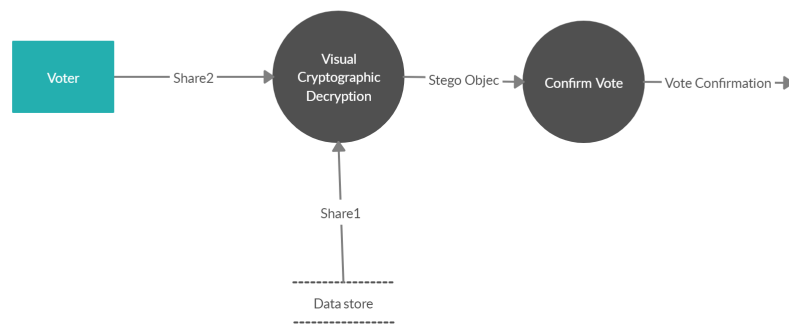 Voter
Share2
Visual
Cryptographic
Decryption
Stego Objec
Confirm Vote
Vote Confirmation
Share1
Data store